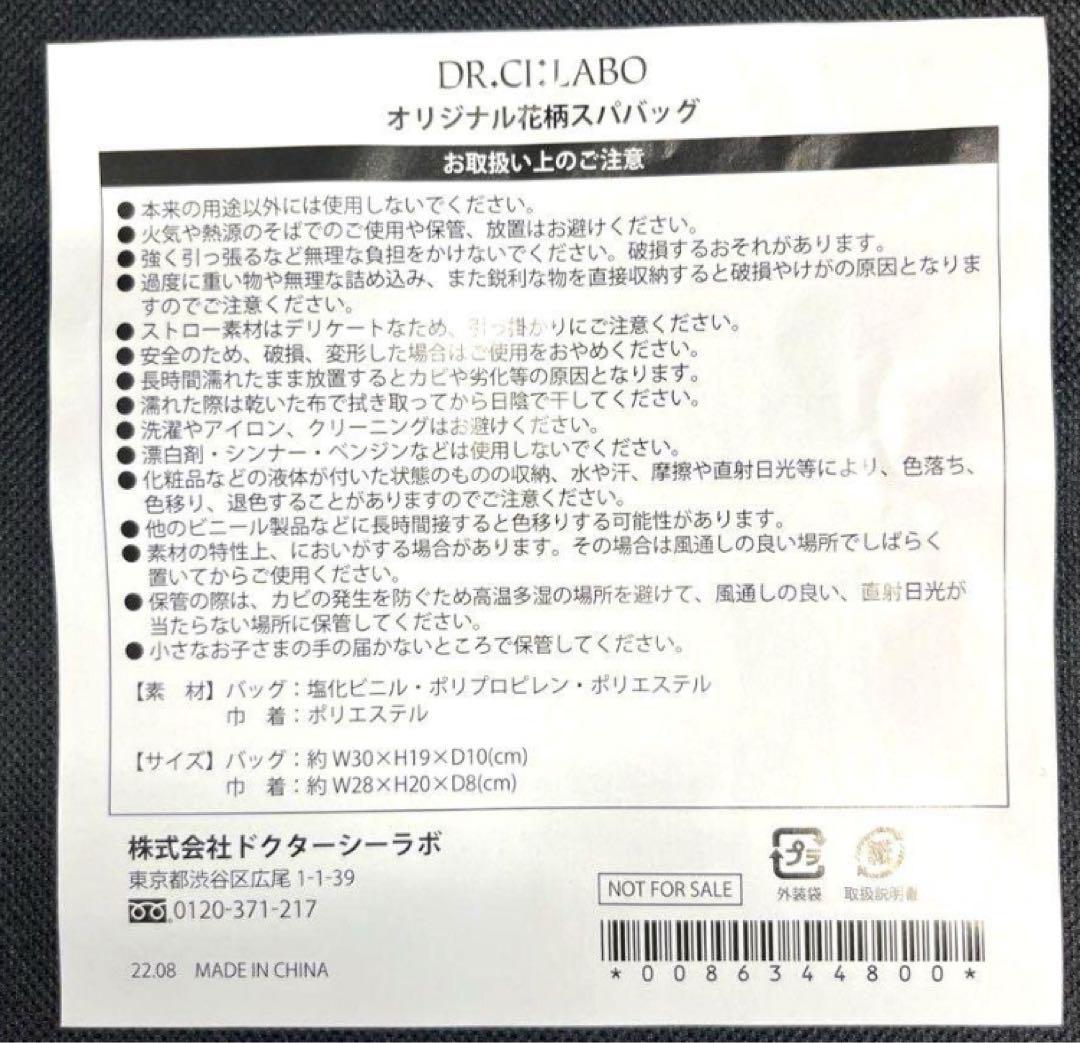 DR.CI:LABO
オリジナル花柄スパバッグ
お取扱い上のご注意
●本来の用途以外には使用しないでください。
●火気や熱源のそばでのご使用や保管、放置はお避けください。
●強く引っ張るなど無理な負担をかけないでください。破損するおそれがあります。
●過度に重い物や無理な詰め込み、また鋭利な物を直接収納すると破損やけがの原因となりま
すのでご注意ください。
●ストロー素材はデリケートなため、引っ掛かりにご注意ください。
●安全のため、破損、変形した場合はご使用をおやめください。
●長時間濡れたまま放置するとカビや劣化等の原因となります。
●濡れた際は乾いた布で拭き取ってから日陰で干してください。
●洗濯やアイロン、クリーニングはお避けください。
●漂白剤・シンナー・ベンジンなどは使用しないでください。
●化粧品などの液体が付いた状態のものの収納、水や汗、摩擦や直射日光等により、色落ち、
色移り、退色することがありますのでご注意ください。
●他のビニール製品などに長時間接すると色移りする可能性があります。
●素材の特性上、においがする場合があります。その場合は風通しの良い場所でしばらく
置いてからご使用ください。
●保管の際は、カビの発生を防ぐため高温多湿の場所を避けて、風通しの良い、直射日光が
当たらない場所に保管してください。
●小さなお子さまの手の届かないところで保管してください。
【素　材】バッグ：塩化ビニル・ポリプロピレン・ポリエステル
巾　着：ポリエステル
【サイズ】バッグ：約 W30×H19×D10(cm)
巾　着：約 W28×H20×D8(cm)
株式会社ドクターシーラボ
東京都渋谷区広尾 1-1-39
0120-371-217
22.08　MADE IN CHINA
NOT FOR SALE
プラ
外装袋
紙
取扱説明書
*0086344800*